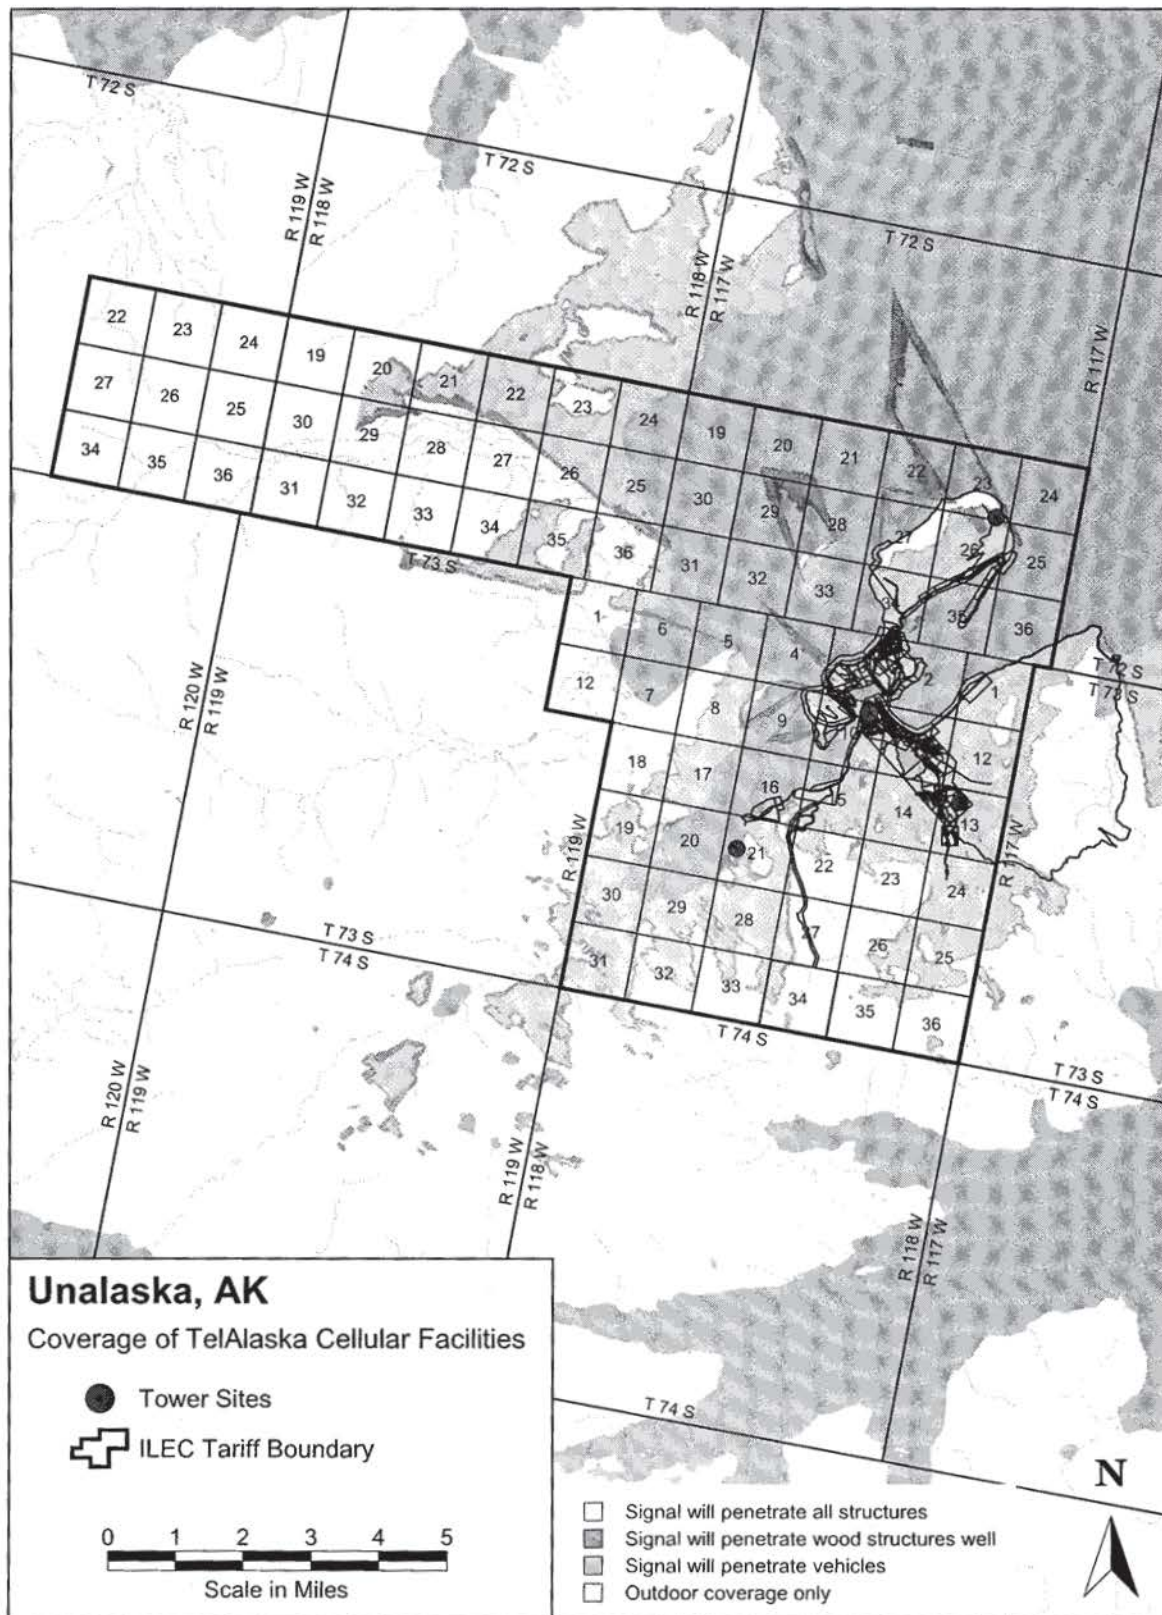 T 72 S
T 72 S
T 72 S
R 119 W
R 118 W
R 118 W
R 117 W
R 117 W
22 23 24 19 20 21 22 23 24 19 20 21 22 23 24
27 26 25 30 29 28 27 26 25 30 29 28 27 26 25
34 35 36 31 32 33 34 35 36 31 32 33 35 36
T 73 S
T 72 S
T 73 S
1 6 5 4 2 1
12 7 8 9 10 12
18 17 16 14 13
19 20 21 22 23 24
30 29 28 27 26 25
31 32 33 34 35 36
R 120 W
R 119 W
R 119 W
R 117 W
T 73 S
T 74 S
T 74 S
T 73 S
T 74 S
R 120 W
R 119 W
R 119 W
R 118 W
R 118 W
R 117 W
T 74 S
Unalaska, AK
Coverage of TelAlaska Cellular Facilities
Tower Sites
ILEC Tariff Boundary
0 1 2 3 4 5
Scale in Miles
Signal will penetrate all structures
Signal will penetrate wood structures well
Signal will penetrate vehicles
Outdoor coverage only
N